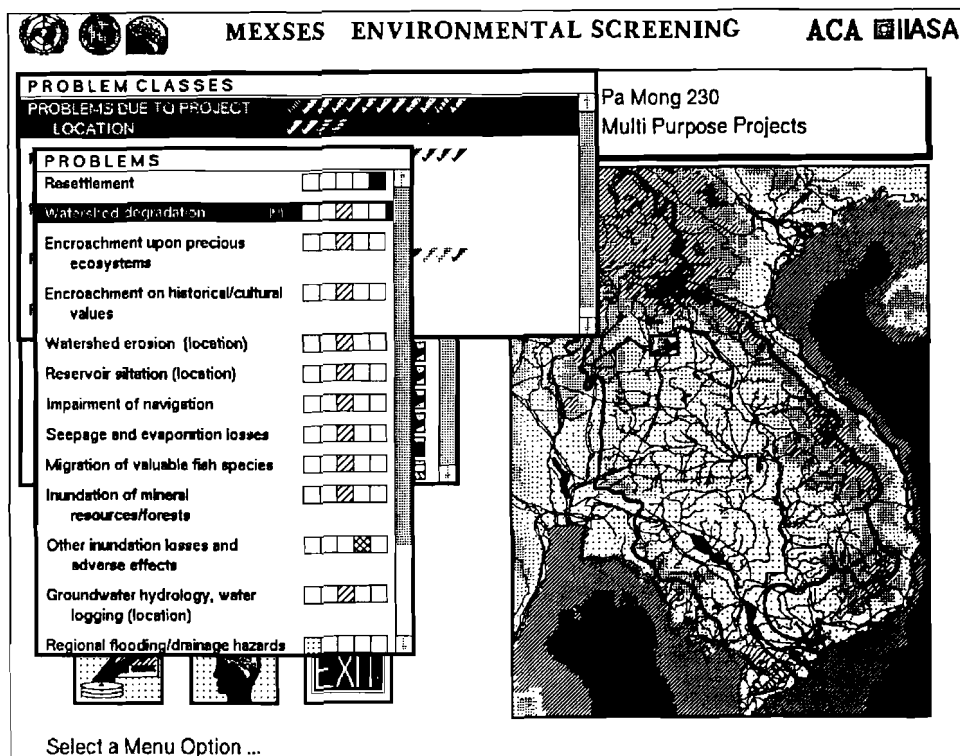 MEXSES ENVIRONMENTAL SCREENING
ACA IIASA
PROBLEM CLASSES
PROBLEMS DUE TO PROJECT
LOCATION
Pa Mong 230
Multi Purpose Projects
PROBLEMS
Resettlement
Watershed degradation
Encroachment upon precious
ecosystems
Encroachment on historical/cultural
values
Watershed erosion (location)
Reservoir siltation (location)
Impairment of navigation
Seepage and evaporation losses
Migration of valuable fish species
Inundation of mineral
resources/forests
Other inundation losses and
adverse effects
Groundwater hydrology, water
logging (location)
Regional flooding/drainage hazards
EXIT
Select a Menu Option ...